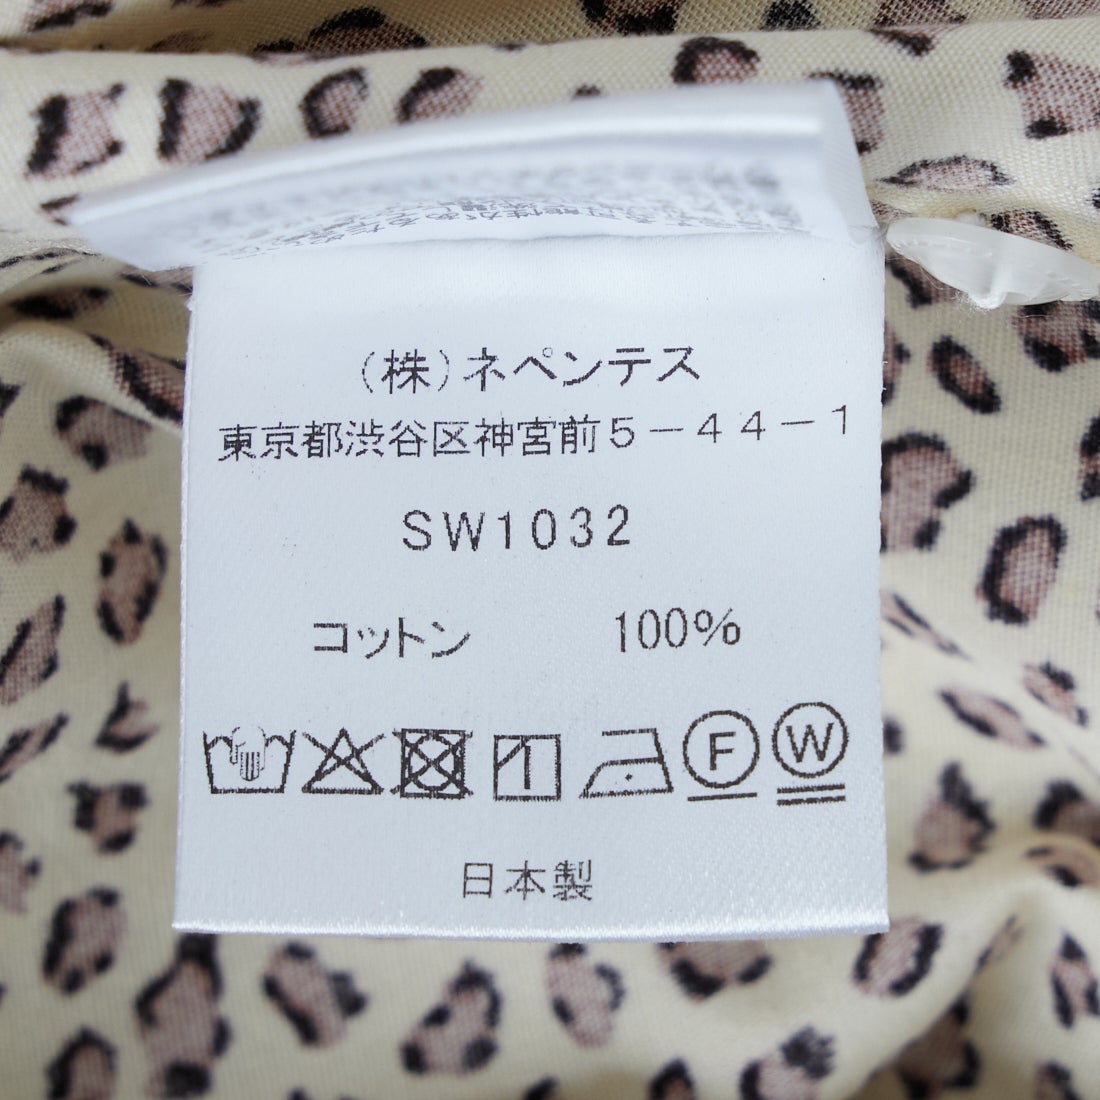 (株)ネペンテス
東京都渋谷区神宮前5-44-1
SW1032
コットン 100%
F W
日本製